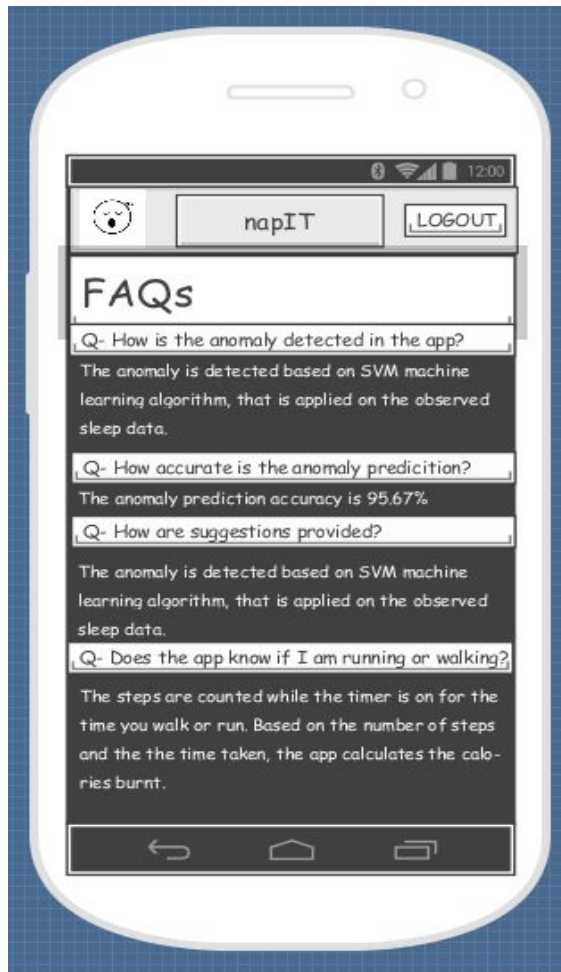 12:00
napIT
LOGOUT
FAQs
Q- How is the anomaly detected in the app?
The anomaly is detected based on SVM machine
learning algorithm, that is applied on the observed
sleep data.
Q- How accurate is the anomaly predicition?
The anomaly prediction accuracy is 95.67%
Q- How are suggestions provided?
The anomaly is detected based on SVM machine
learning algorithm, that is applied on the observed
sleep data.
Q- Does the app know if I am running or walking?
The steps are counted while the timer is on for the
time you walk or run. Based on the number of steps
and the the time taken, the app calculates the calo-
ries burnt.